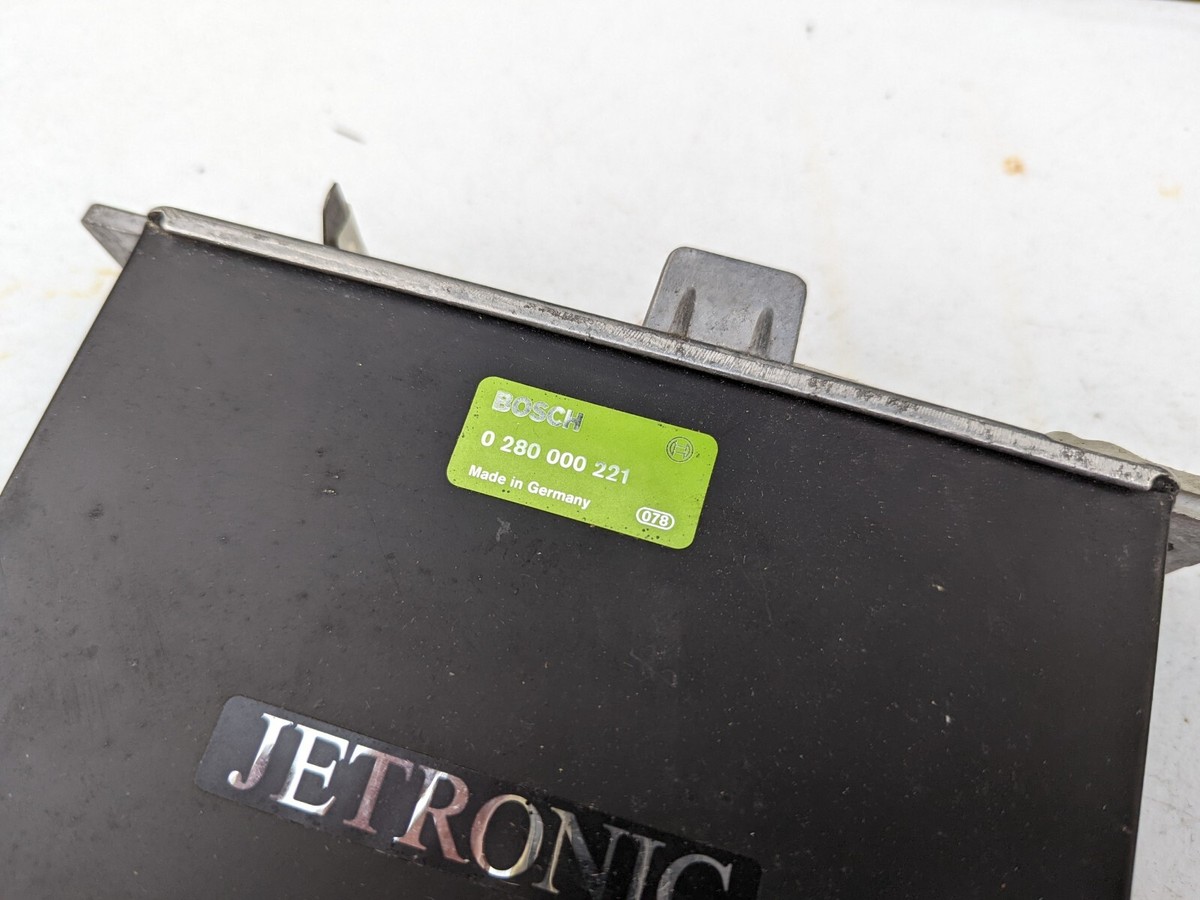 BOSCH
0 280 000 221
Made in Germany
078
JETRONIC